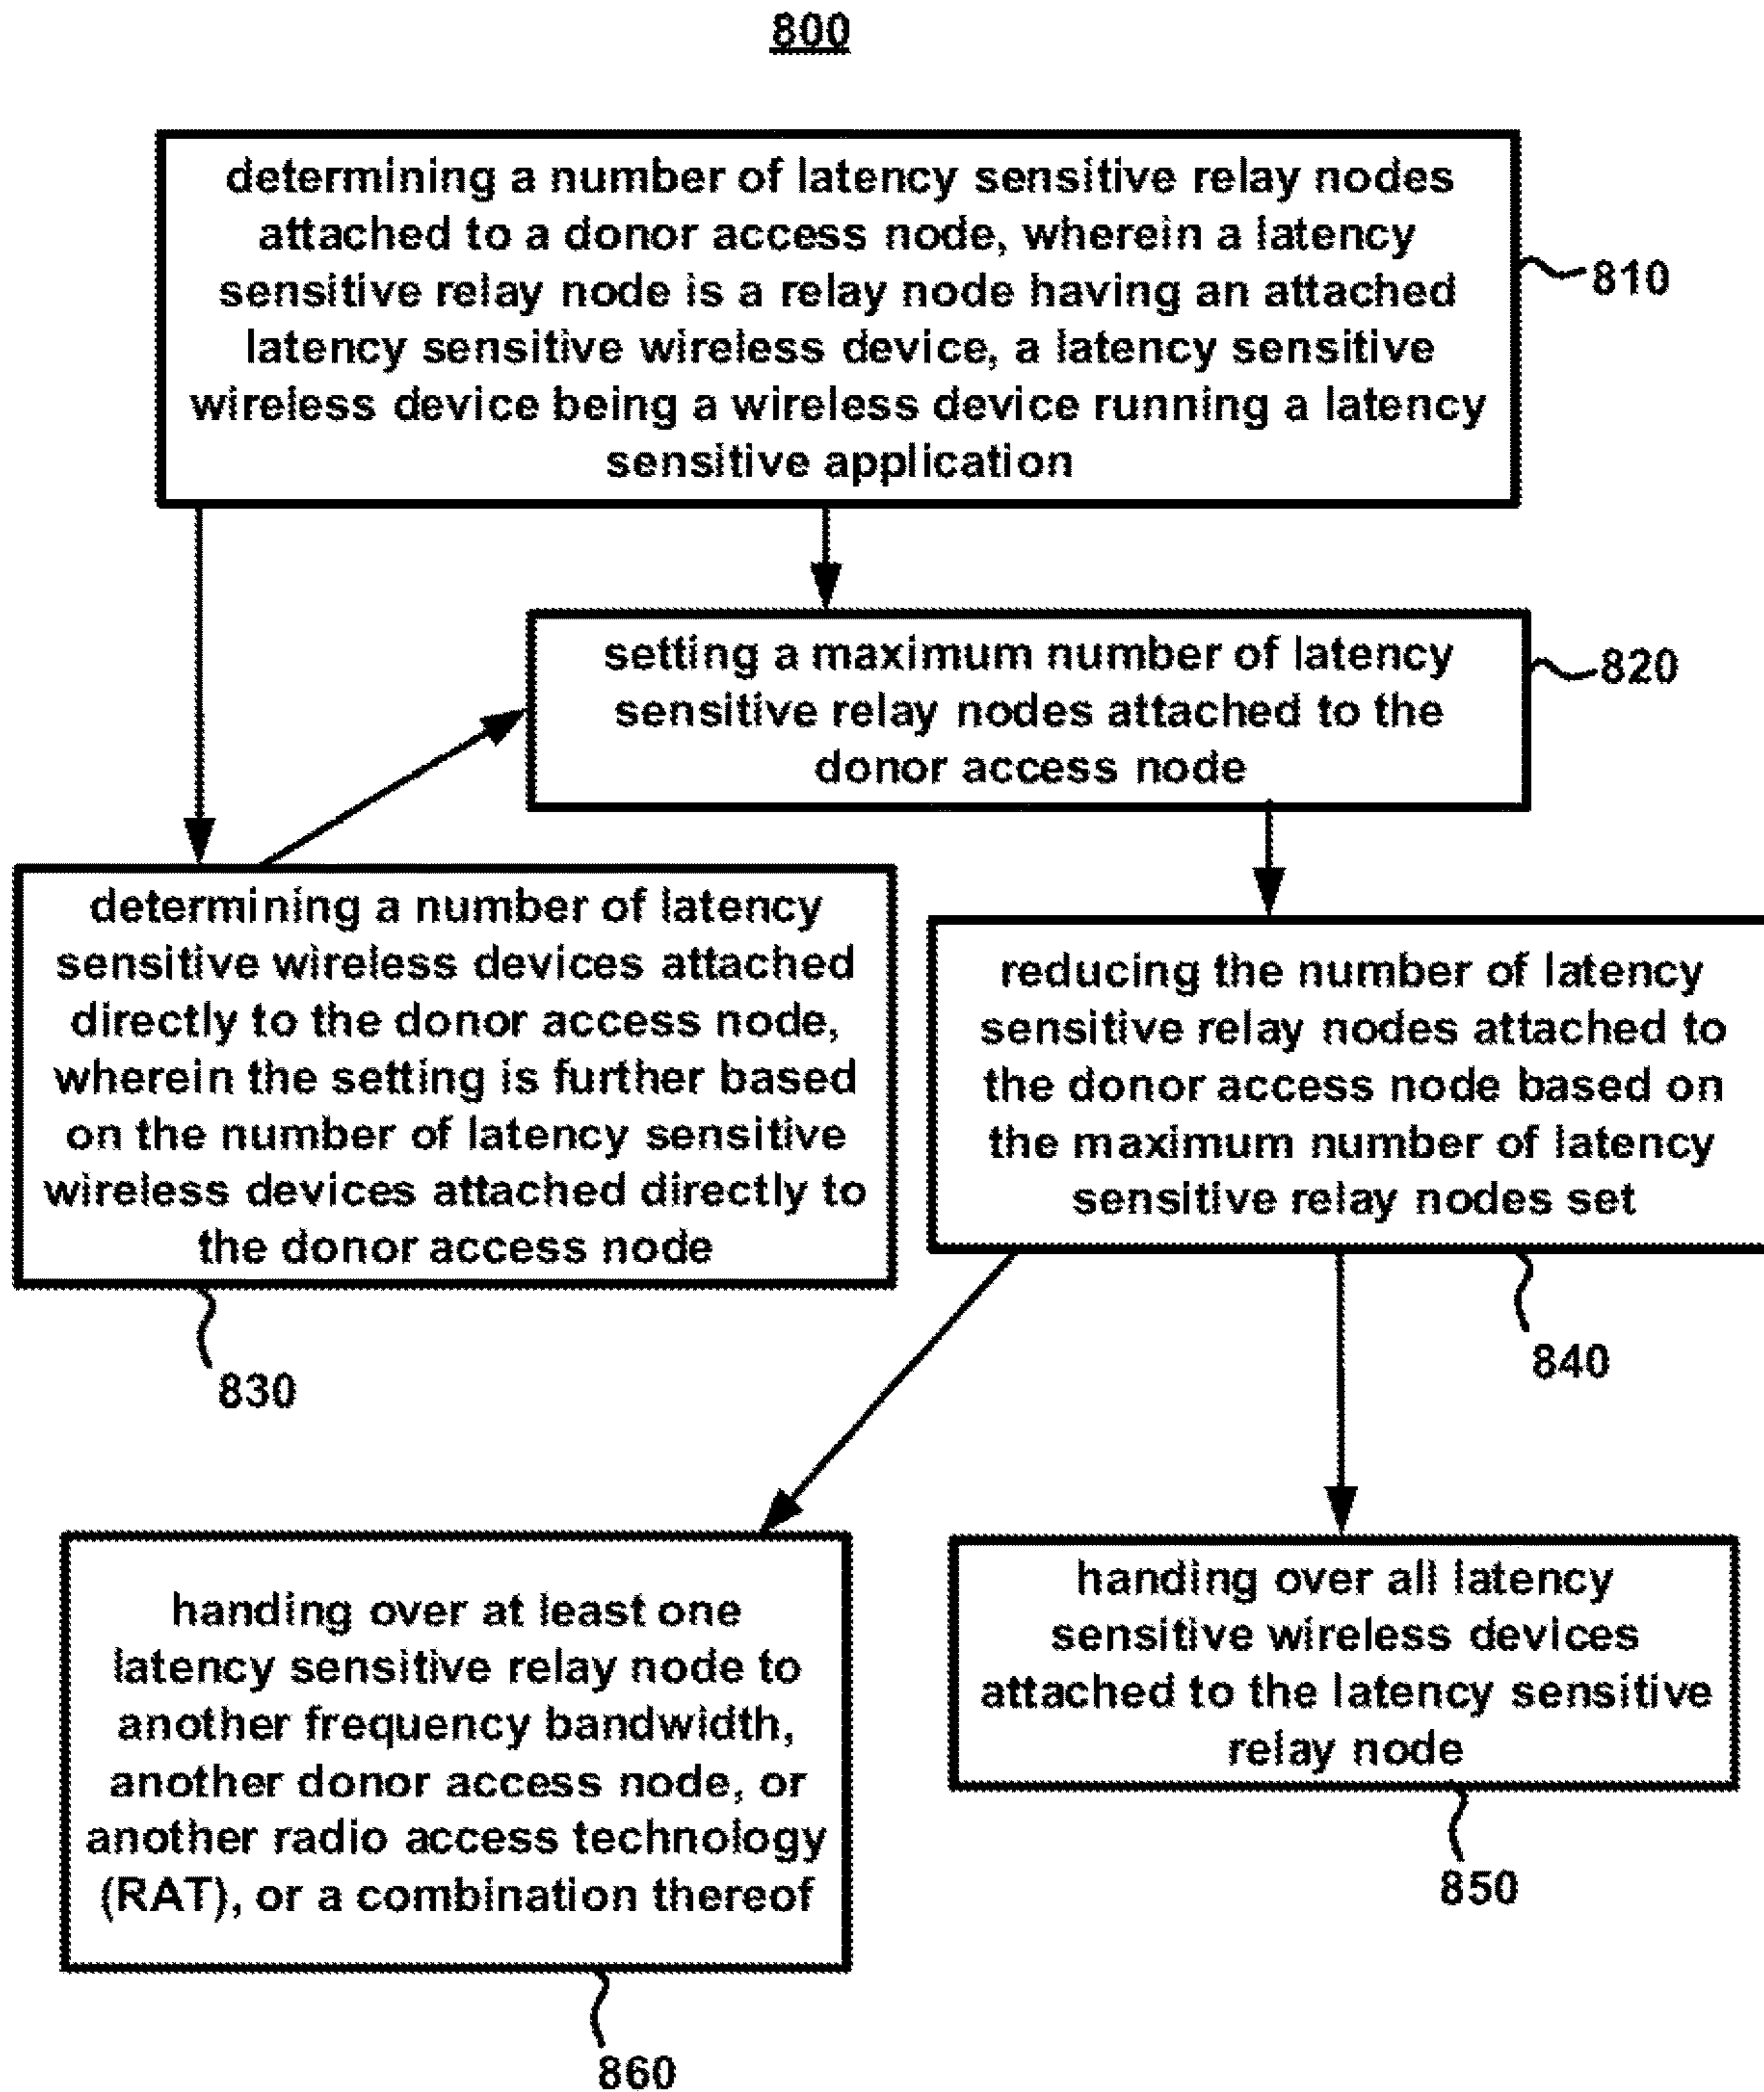 800
determining a number of latency sensitive relay nodes
attached to a donor access node, wherein a latency
sensitive relay node is a relay node having an attached
latency sensitive wireless device, a latency sensitive
wireless device being a wireless device running a latency
sensitive application
810
setting a maximum number of latency
sensitive relay nodes attached to the
donor access node
820
determining a number of latency
sensitive wireless devices attached
directly to the donor access node,
wherein the setting is further based
on the number of latency sensitive
wireless devices attached directly to
the donor access node
830
reducing the number of latency
sensitive relay nodes attached to
the donor access node based on
the maximum number of latency
sensitive relay nodes set
840
handing over at least one
latency sensitive relay node to
another frequency bandwidth,
another donor access node, or
another radio access technology
(RAT), or a combination thereof
860
handing over all latency
sensitive wireless devices
attached to the latency sensitive
relay node
850